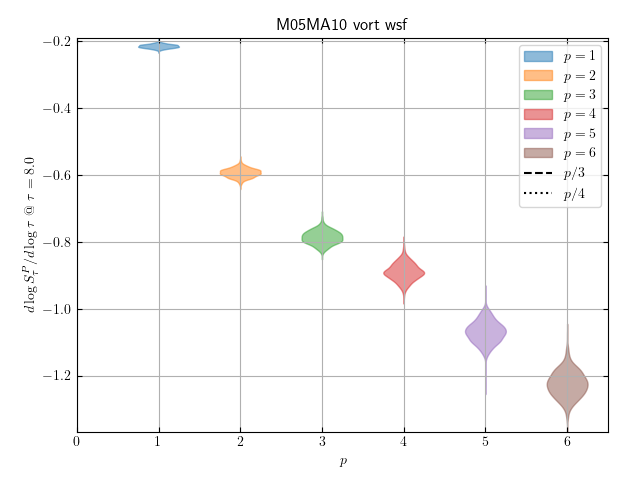 M05MA10 vort wsf
d log S_τ^P / d log τ @ τ = 8.0
−0.2
−0.4
−0.6
−0.8
−1.0
−1.2
0 1 2 3 4 5 6
p
p = 1
p = 2
p = 3
p = 4
p = 5
p = 6
p/3
p/4